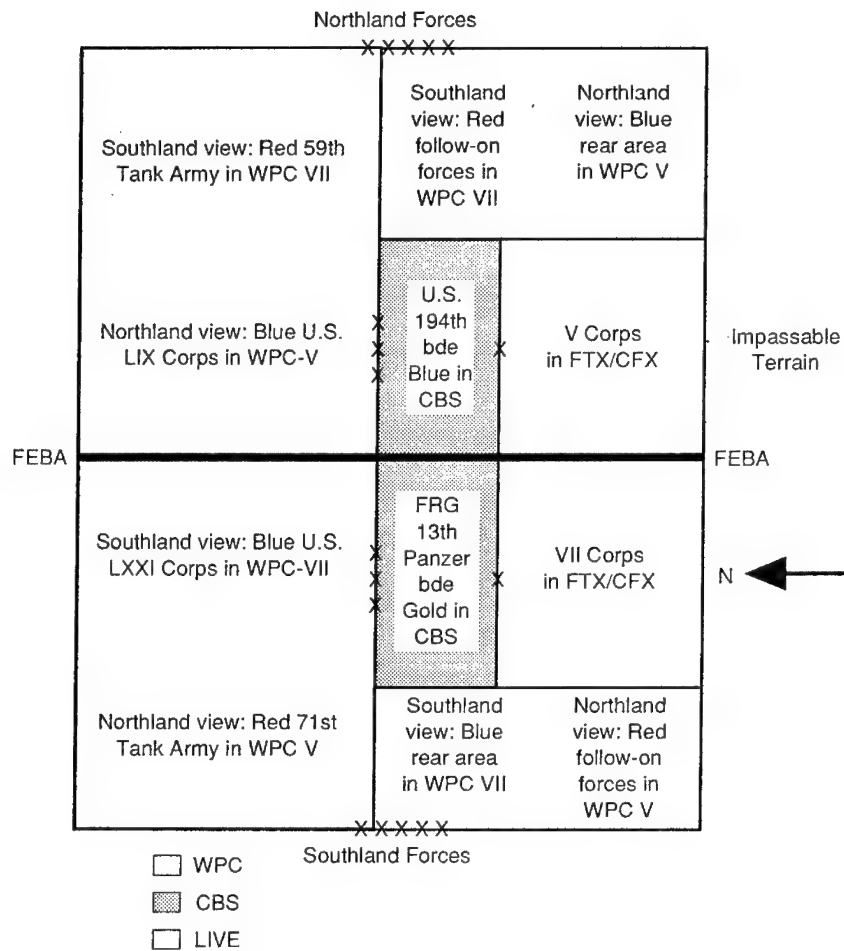 Northland Forces
X X X X X
Southland view: Red 59th
Tank Army in WPC VII
Southland
view: Red
follow-on
forces in
WPC VII
Northland
view: Blue
rear area
in WPC V
Northland view: Blue U.S.
LIX Corps in WPC-V
X
X
X
U.S.
194th
bde
Blue in
CBS
X
V Corps
in FTX/CFX
Impassable
Terrain
FEBA
FEBA
Southland view: Blue U.S.
LXXI Corps in WPC-VII
X
X
X
FRG
13th
Panzer
bde
Gold in
CBS
X
VII Corps
in FTX/CFX
N
Northland view: Red 71st
Tank Army in WPC V
Southland
view: Blue
rear area
in WPC VII
Northland
view: Red
follow-on
forces in
WPC V
X X X X X
Southland Forces
WPC
CBS
LIVE